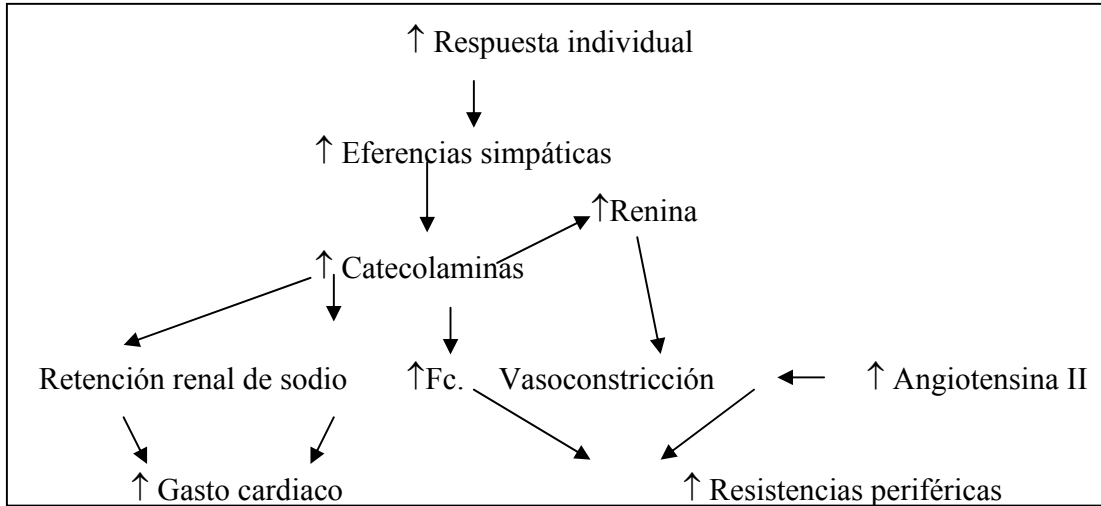 ↑ Respuesta individual
↑ Eferencias simpáticas
↑Renina
↑ Catecolaminas
Retención renal de sodio ↑Fc. Vasoconstricción ↑ Angiotensina II
↑ Gasto cardiaco ↑ Resistencias periféricas